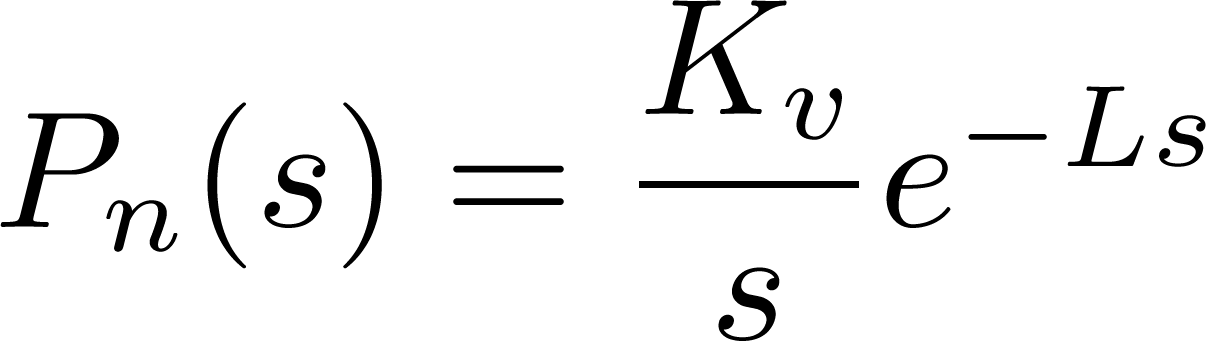 $P_n(s) = \frac{K_v}{s} e^{-Ls}$